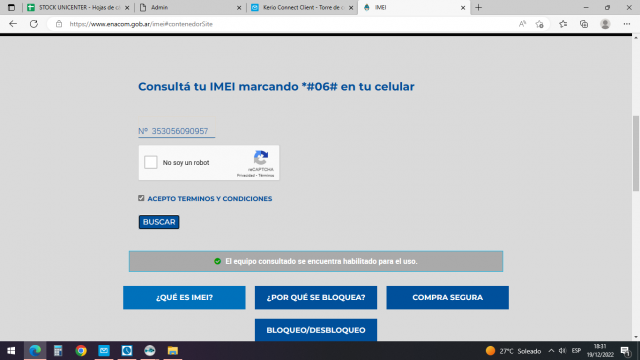 STOCK UNICENTER - Hojas de cá
Admin
Kerio Connect Client - Torre de c
IMEI
https://www.enacom.gob.ar/imei#contenedorSite
Consultá tu IMEI marcando *#06# en tu celular
Nº 353056090957
No soy un robot
reCAPTCHA
Privacidad - Términos
ACEPTO TERMINOS Y CONDICIONES
BUSCAR
El equipo consultado se encuentra habilitado para el uso.
¿QUÉ ES IMEI?
¿POR QUÉ SE BLOQUEA?
COMPRA SEGURA
BLOQUEO/DESBLOQUEO
27°C Soleado
ESP
18:31
19/12/2022